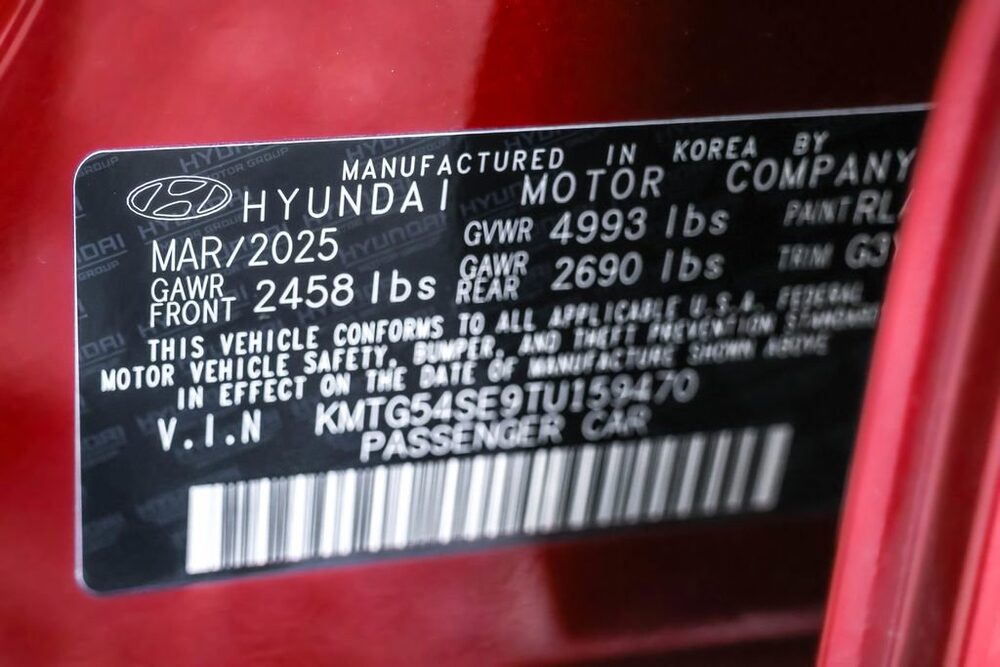 MANUFACTURED IN KOREA BY
HYUNDAI MOTOR COMPANY
MAR/2025 GVWR 4993 lbs PAINT
GAWR FRONT 2458 lbs GAWR REAR 2690 lbs TRIM
THIS VEHICLE CONFORMS TO ALL APPLICABLE U.S.A. FEDERAL
MOTOR VEHICLE SAFETY, BUMPER, AND THEFT PREVENTION STANDARDS
IN EFFECT ON THE DATE OF MANUFACTURE SHOWN ABOVE
V.I.N KMTG54SE9TU159470
PASSENGER CAR